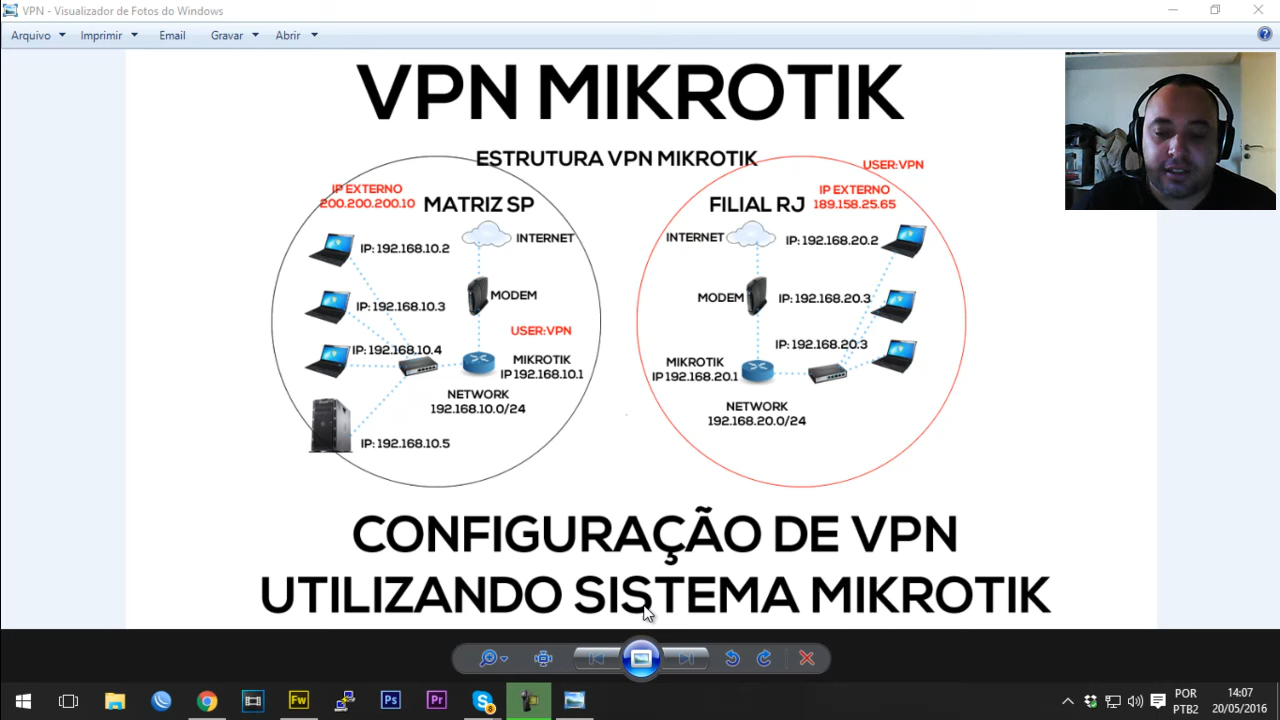 VPN - Visualizador de Fotos do Windows
Arquivo Imprimir Email Gravar Abrir
VPN MIKROTIK
ESTRUTURA VPN MIKROTIK
IP EXTERNO
200.200.200.10
MATRIZ SP
INTERNET
IP: 192.168.10.2
MODEM
IP: 192.168.10.3
USER:VPN
IP: 192.168.10.4
MIKROTIK
IP 192.168.10.1
NETWORK
192.168.10.0/24
IP: 192.168.10.5
USER:VPN
FILIAL RJ
IP EXTERNO
189.158.25.65
INTERNET
IP: 192.168.20.2
MODEM
IP: 192.168.20.3
IP: 192.168.20.3
MIKROTIK
IP 192.168.20.1
NETWORK
192.168.20.0/24
CONFIGURAÇÃO DE VPN
UTILIZANDO SISTEMA MIKROTIK
Fw
Ps
Pr
8
POR
PTB2
14:07
20/05/2016